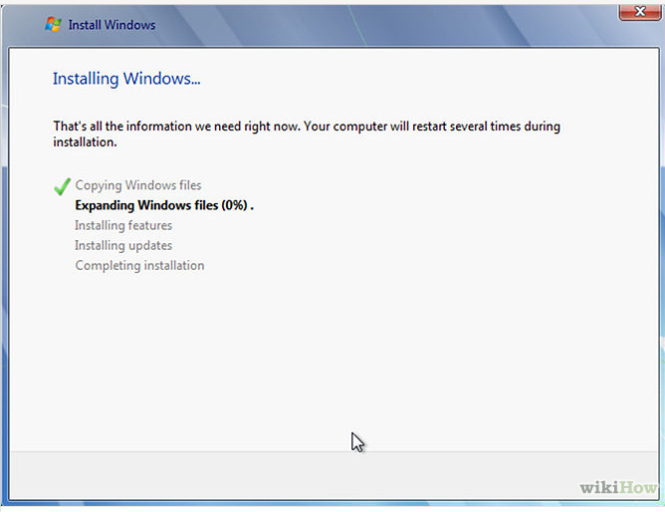 Install Windows
Installing Windows...
That's all the information we need right now. Your computer will restart several times during
installation.
Copying Windows files
Expanding Windows files (0%) .
Installing features
Installing updates
Completing installation
wikiHow